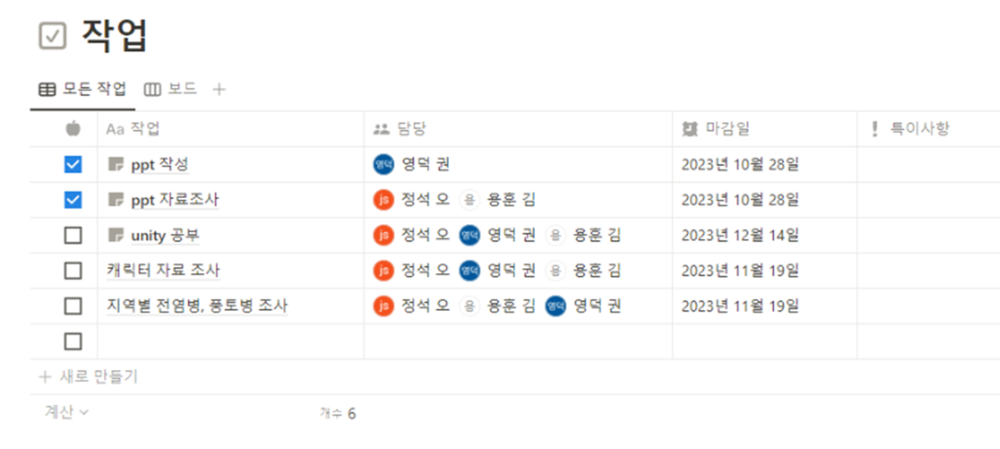 작업
모든 작업 보드 +
Aa 작업 담당 마감일 특이사항
ppt 작성 영덕 영덕 권 2023년 10월 28일
ppt 자료조사 js 정석 오 용 용훈 김 2023년 10월 28일
unity 공부 js 정석 오 영덕 영덕 권 용 용훈 김 2023년 12월 14일
캐릭터 자료 조사 js 정석 오 영덕 영덕 권 용 용훈 김 2023년 11월 19일
지역별 전염병, 풍토병 조사 js 정석 오 용 용훈 김 영덕 영덕 권 2023년 11월 19일
+ 새로 만들기
계산 개수 6